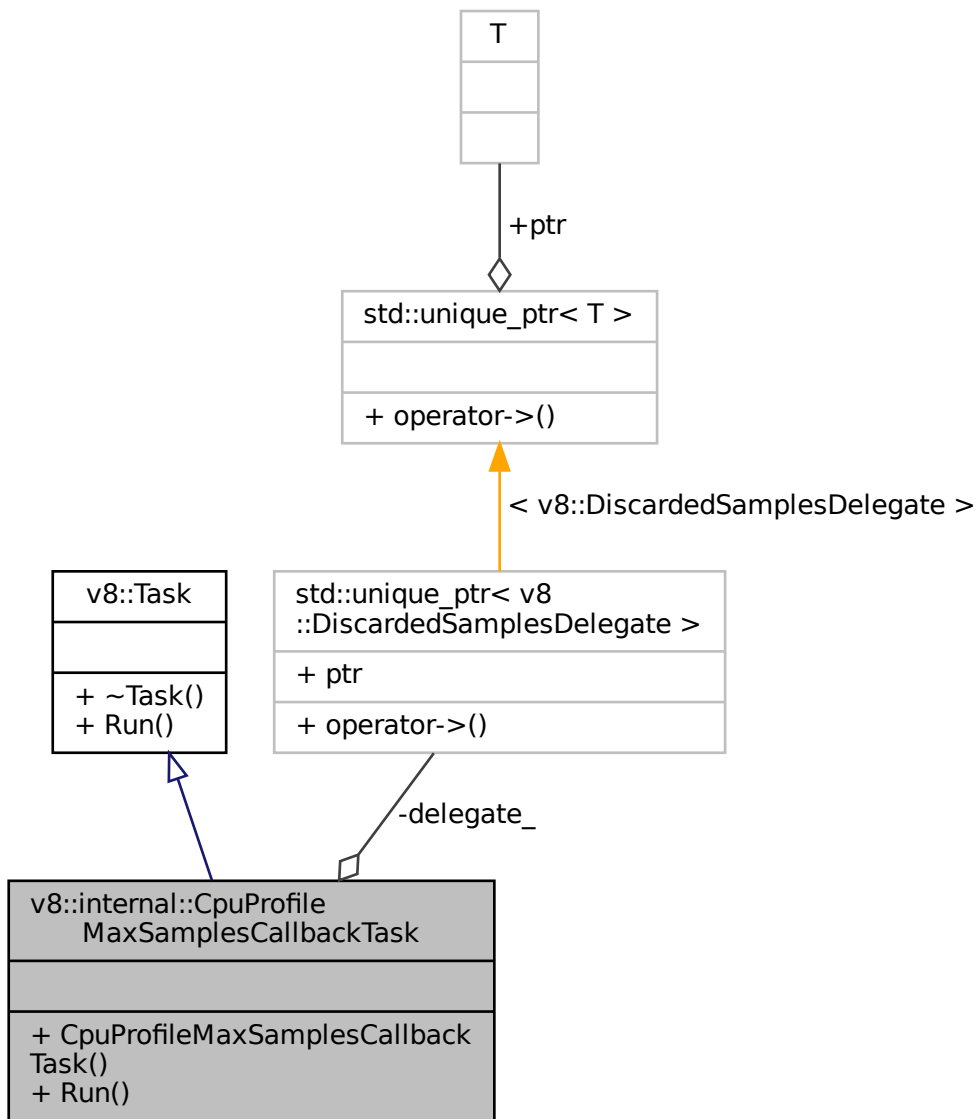 T
+ptr
std::unique_ptr< T >
+ operator->()
< v8::DiscardedSamplesDelegate >
v8::Task
+ ~Task()
+ Run()
std::unique_ptr< v8
::DiscardedSamplesDelegate >
+ ptr
+ operator->()
-delegate_
v8::internal::CpuProfile
MaxSamplesCallbackTask
+ CpuProfileMaxSamplesCallback
Task()
+ Run()